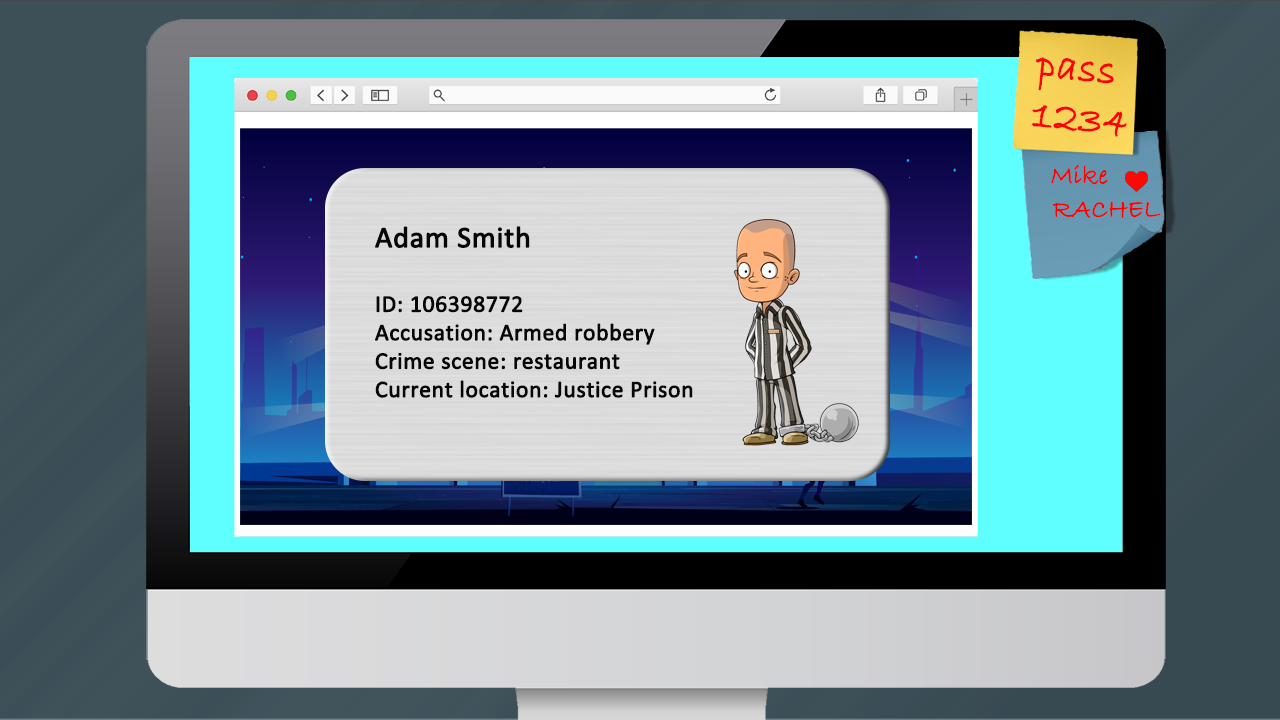 pass
1234
Mike
RACHEL
Adam Smith
ID: 106398772
Accusation: Armed robbery
Crime scene: restaurant
Current location: Justice Prison